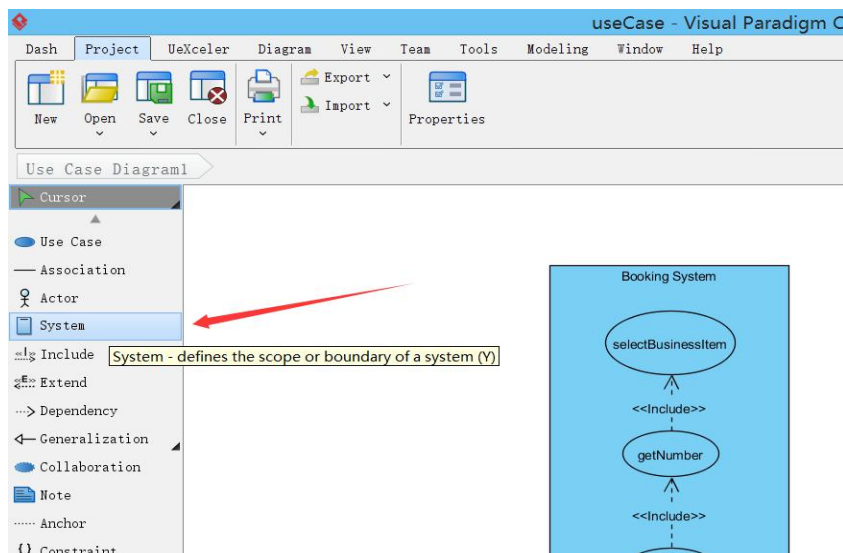 useCase - Visual Paradigm C
Dash Project UeXceler Diagram View Team Tools Modeling Window Help
Export
Import
New Open Save Close Print Properties
Use Case Diagram1
Cursor
Use Case
Association
Actor
System
Include
System - defines the scope or boundary of a system (Y)
Extend
Dependency
Generalization
Collaboration
Note
Anchor
{} Constraint
Booking System
selectBusinessItem
<<Include>>
getNumber
<<Include>>